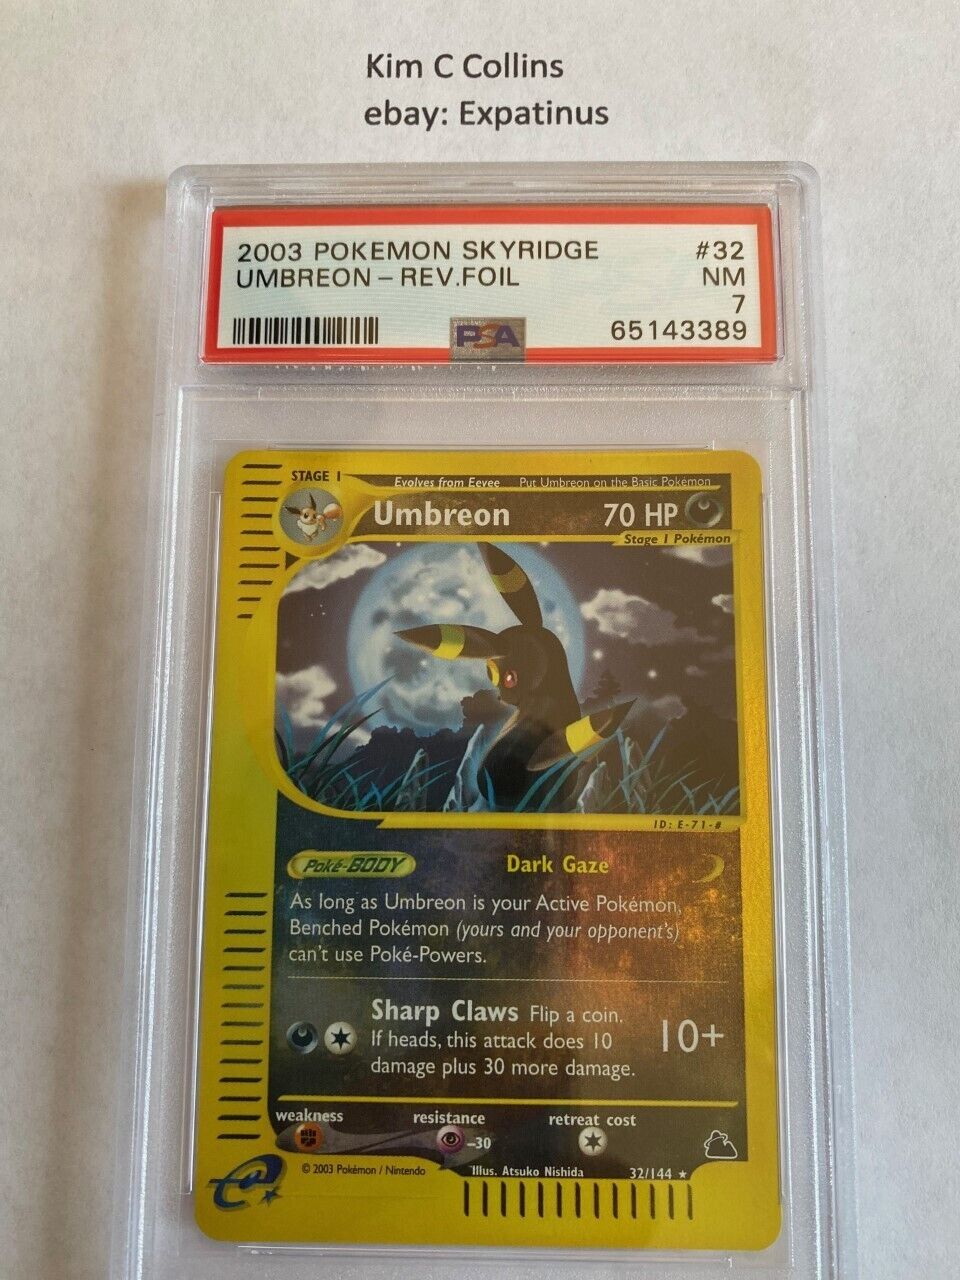 Kim C Collins
ebay: Expatinus
2003 POKEMON SKYRIDGE #32
UMBREON - REV.FOIL NM
7
PSA 65143389
STAGE 1 Evolves from Eevee Put Umbreon on the Basic Pokémon
Umbreon 70 HP
Stage 1 Pokémon
ID: E-71-#
Poké-BODY Dark Gaze
As long as Umbreon is your Active Pokémon,
Benched Pokémon (yours and your opponent's)
can't use Poké-Powers.
Sharp Claws Flip a coin.
If heads, this attack does 10 10+
damage plus 30 more damage.
weakness resistance retreat cost
-30
© 2003 Pokémon / Nintendo Illus. Atsuko Nishida 32/144 ★
e